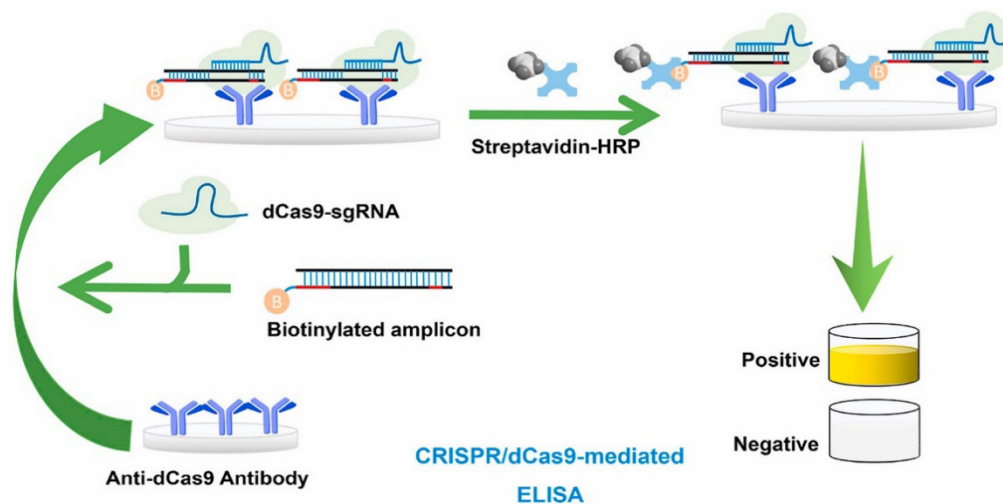 B
B
B
B
Streptavidin-HRP
dCas9-sgRNA
B
Biotinylated amplicon
Positive
Negative
Anti-dCas9 Antibody
CRISPR/dCas9-mediated
ELISA